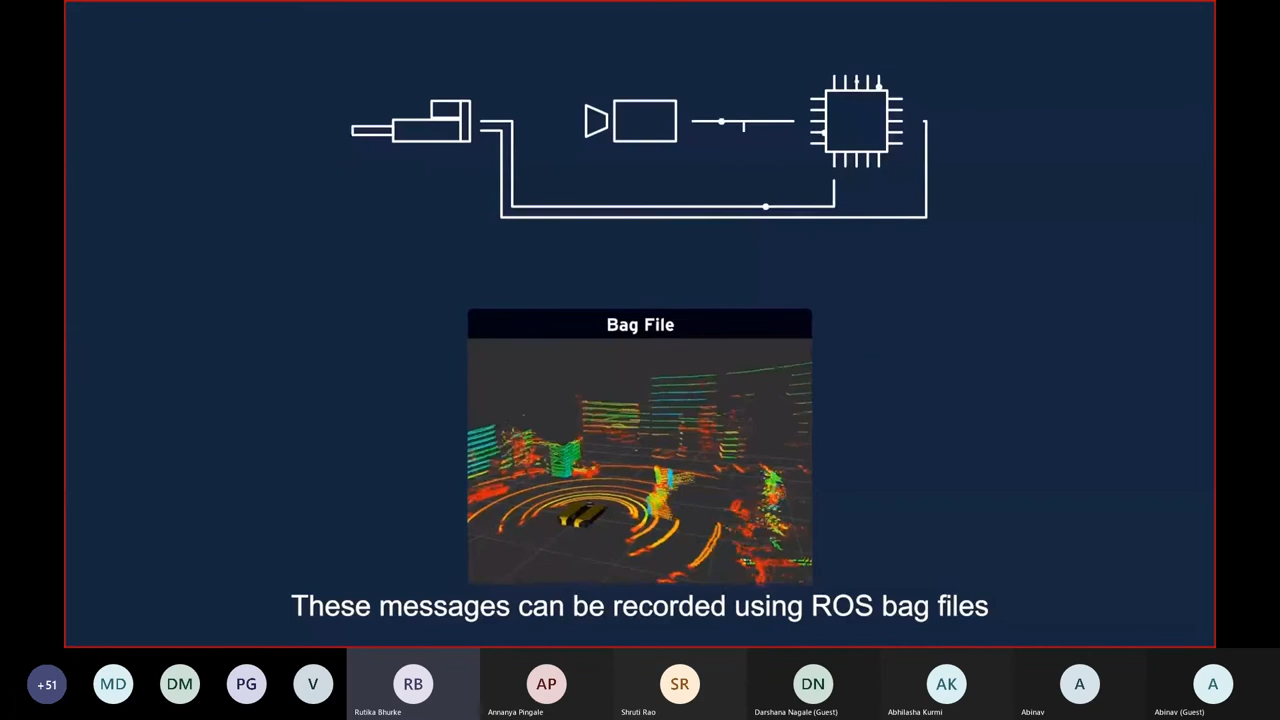 Bag File
These messages can be recorded using ROS bag files
+51
MD
DM
PG
V
RB
AP
SR
DN
AK
A
A
Rutika Bhurke
Annanya Pingale
Shruti Rao
Darshana Nagale (Guest)
Abhilasha Kurmi
Abinav
Abinav (Guest)